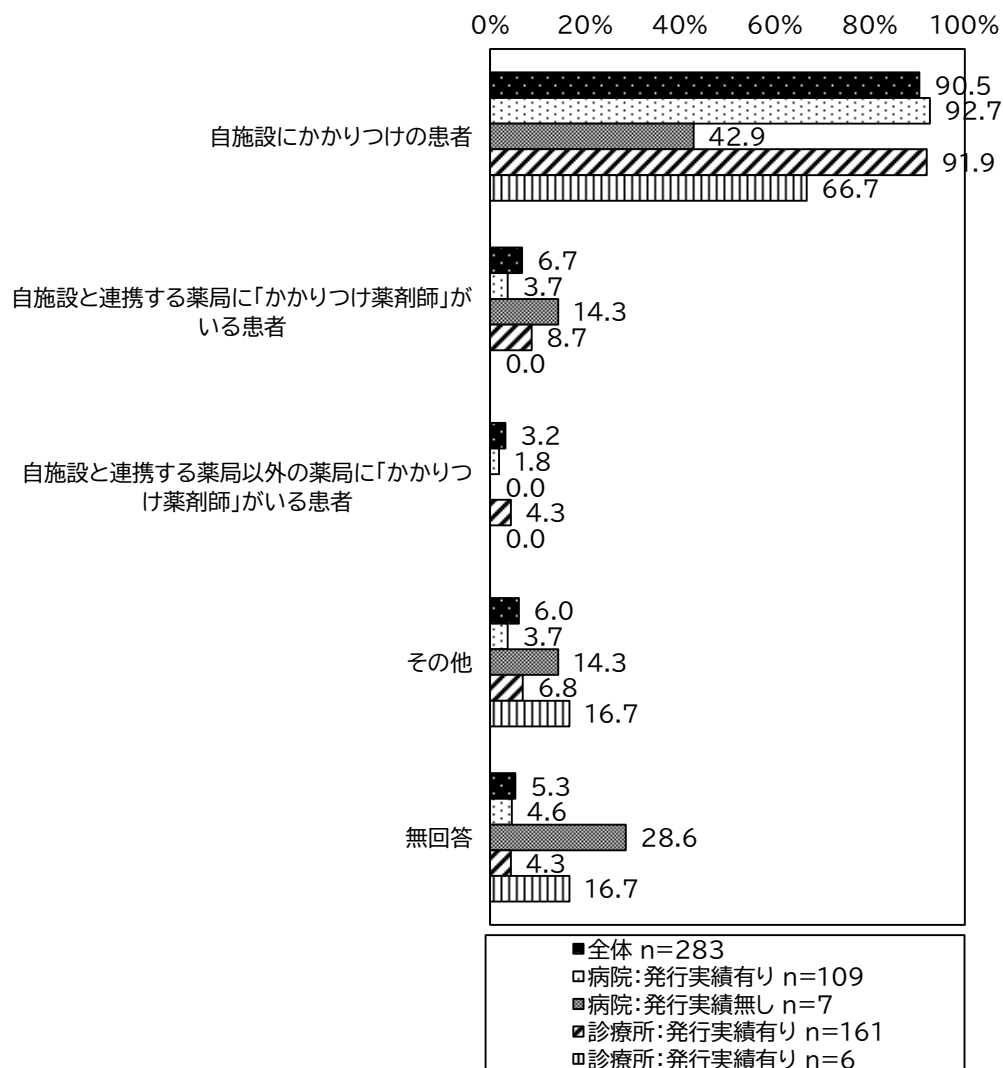 0% 20% 40% 60% 80% 100%
自施設にかかりつけの患者
90.5
92.7
42.9
91.9
66.7
自施設と連携する薬局に「かかりつけ薬剤師」が
いる患者
6.7
3.7
14.3
8.7
0.0
自施設と連携する薬局以外の薬局に「かかりつ
け薬剤師」がいる患者
3.2
1.8
0.0
4.3
0.0
その他
6.0
3.7
14.3
6.8
16.7
無回答
5.3
4.6
28.6
4.3
16.7
全体 n=283
病院:発行実績有り n=109
病院:発行実績無し n=7
診療所:発行実績有り n=161
診療所:発行実績有り n=6